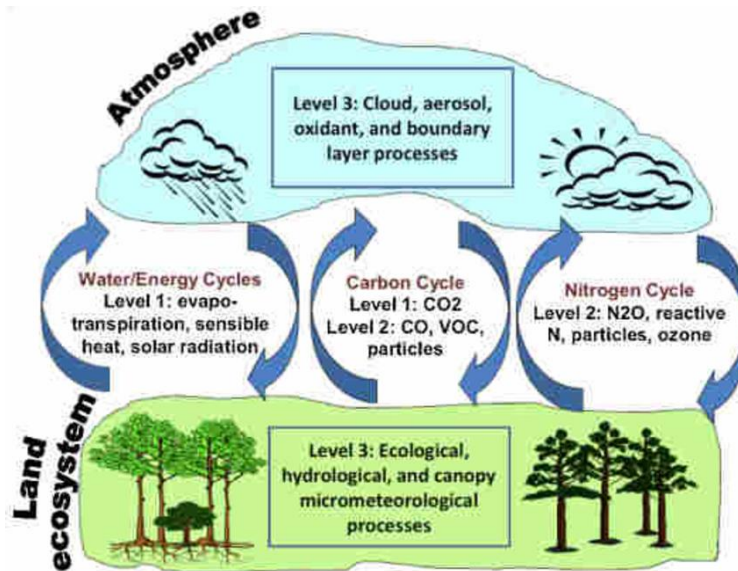 Atmosphere
Level 3: Cloud, aerosol,
oxidant, and boundary
layer processes
Water/Energy Cycles
Level 1: evapo-
transpiration, sensible
heat, solar radiation
Carbon Cycle
Level 1: CO2
Level 2: CO, VOC,
particles
Nitrogen Cycle
Level 2: N2O, reactive
N, particles, ozone
Land
ecosystem
Level 3: Ecological,
hydrological, and canopy
micrometeorological
processes